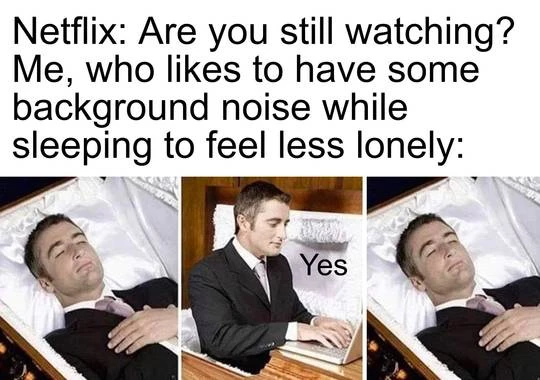 Netflix: Are you still watching?
Me, who likes to have some
background noise while
sleeping to feel less lonely:
Yes